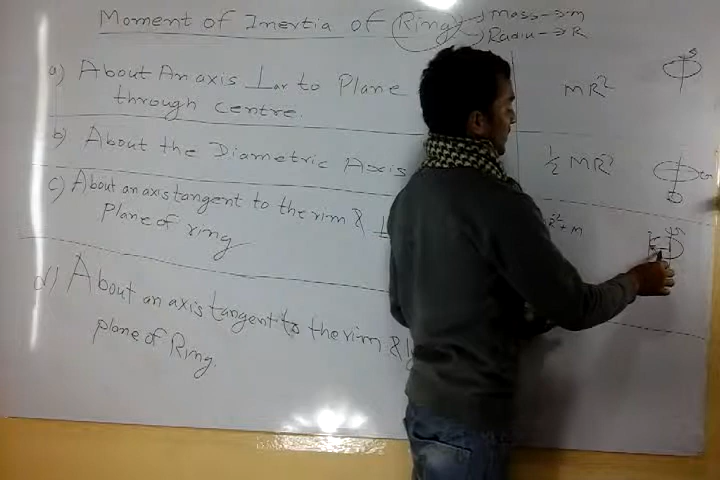 Moment of Inertia of Ring → Mass → m
→ Radiu → R
a) About An axis ⊥ar to Plane
through centre.
MR²
b) About the Diametric Axis
1/2 MR²
c) About an axis tangent to the rim &
Plane of ring
d) About an axis tangent to the rim &
plane of Ring.